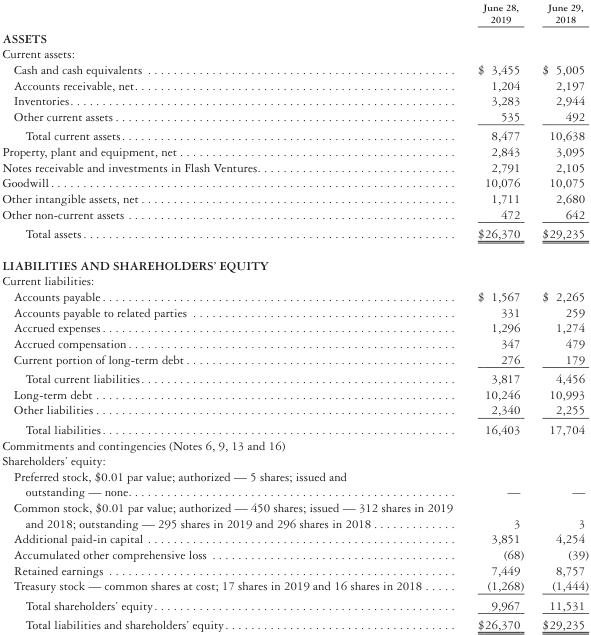 June 28, June 29,
2019 2018
ASSETS
Current assets:
Cash and cash equivalents $ 3,455 $ 5,005
Accounts receivable, net 1,204 2,197
Inventories 3,283 2,944
Other current assets 535 492
Total current assets 8,477 10,638
Property, plant and equipment, net 2,843 3,095
Notes receivable and investments in Flash Ventures 2,791 2,105
Goodwill 10,076 10,075
Other intangible assets, net 1,711 2,680
Other non-current assets 472 642
Total assets $26,370 $29,235
LIABILITIES AND SHAREHOLDERS' EQUITY
Current liabilities:
Accounts payable $ 1,567 $ 2,265
Accounts payable to related parties 331 259
Accrued expenses 1,296 1,274
Accrued compensation 347 479
Current portion of long-term debt 276 179
Total current liabilities 3,817 4,456
Long-term debt 10,246 10,993
Other liabilities 2,340 2,255
Total liabilities 16,403 17,704
Commitments and contingencies (Notes 6, 9, 13 and 16)
Shareholders' equity:
Preferred stock, $0.01 par value; authorized — 5 shares; issued and
outstanding — none — —
Common stock, $0.01 par value; authorized — 450 shares; issued — 312 shares in 2019
and 2018; outstanding — 295 shares in 2019 and 296 shares in 2018 3 3
Additional paid-in capital 3,851 4,254
Accumulated other comprehensive loss (68) (39)
Retained earnings 7,449 8,757
Treasury stock — common shares at cost; 17 shares in 2019 and 16 shares in 2018 (1,268) (1,444)
Total shareholders' equity 9,967 11,531
Total liabilities and shareholders' equity $26,370 $29,235